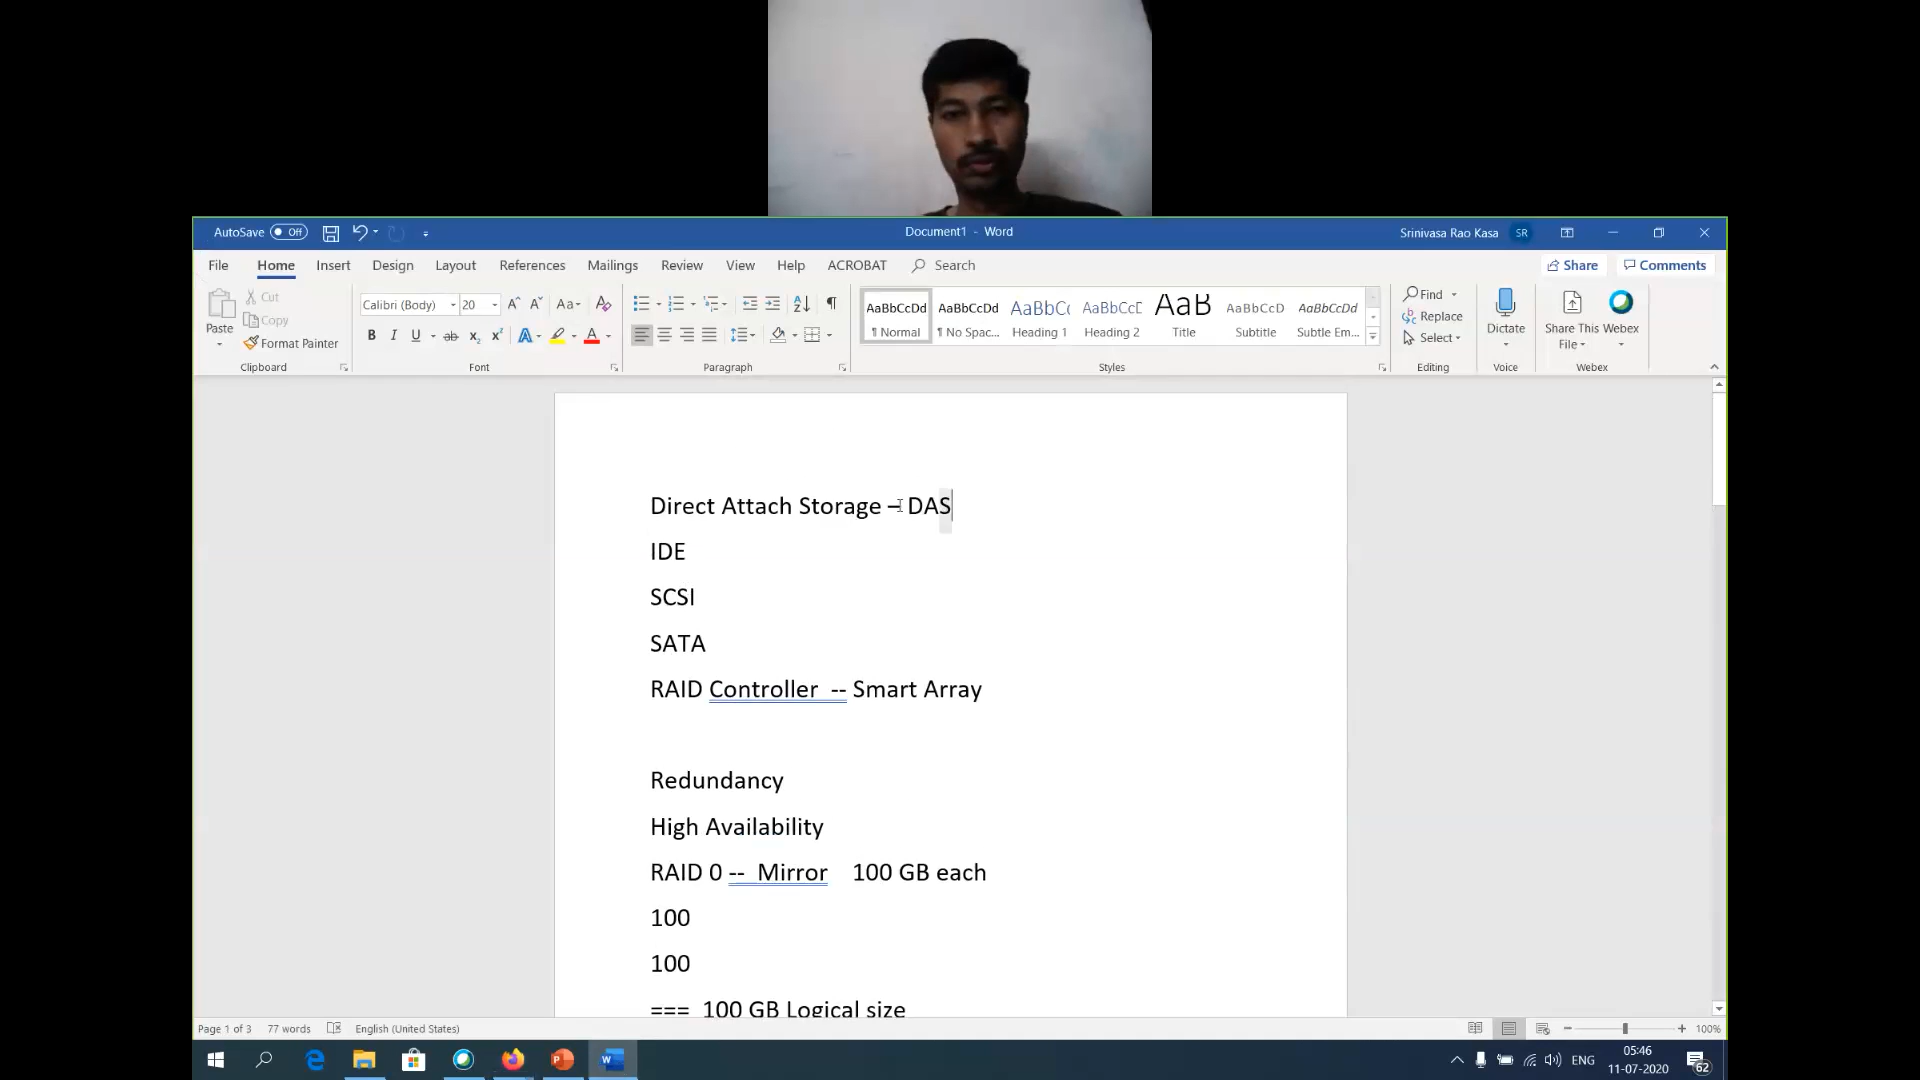 AutoSave Off
Document1 - Word
Srinivasa Rao Kasa SR
File Home Insert Design Layout References Mailings Review View Help ACROBAT Search
Share Comments
Paste
Cut
Copy
Format Painter
Clipboard
Calibri (Body) 20
Font
Paragraph
AaBbCcDd AaBbCcDd AaBbCc AaBbCcC AaB AaBbCcD AaBbCcDd
¶ Normal ¶ No Spac... Heading 1 Heading 2 Title Subtitle Subtle Em...
Styles
Find
Replace
Select
Editing
Dictate
Voice
Share This File
Webex
Webex
Direct Attach Storage – DAS
IDE
SCSI
SATA
RAID Controller -- Smart Array
Redundancy
High Availability
RAID 0 -- Mirror 100 GB each
100
100
=== 100 GB Logical size
Page 1 of 3 77 words English (United States)
100%
ENG
05:46
11-07-2020
62